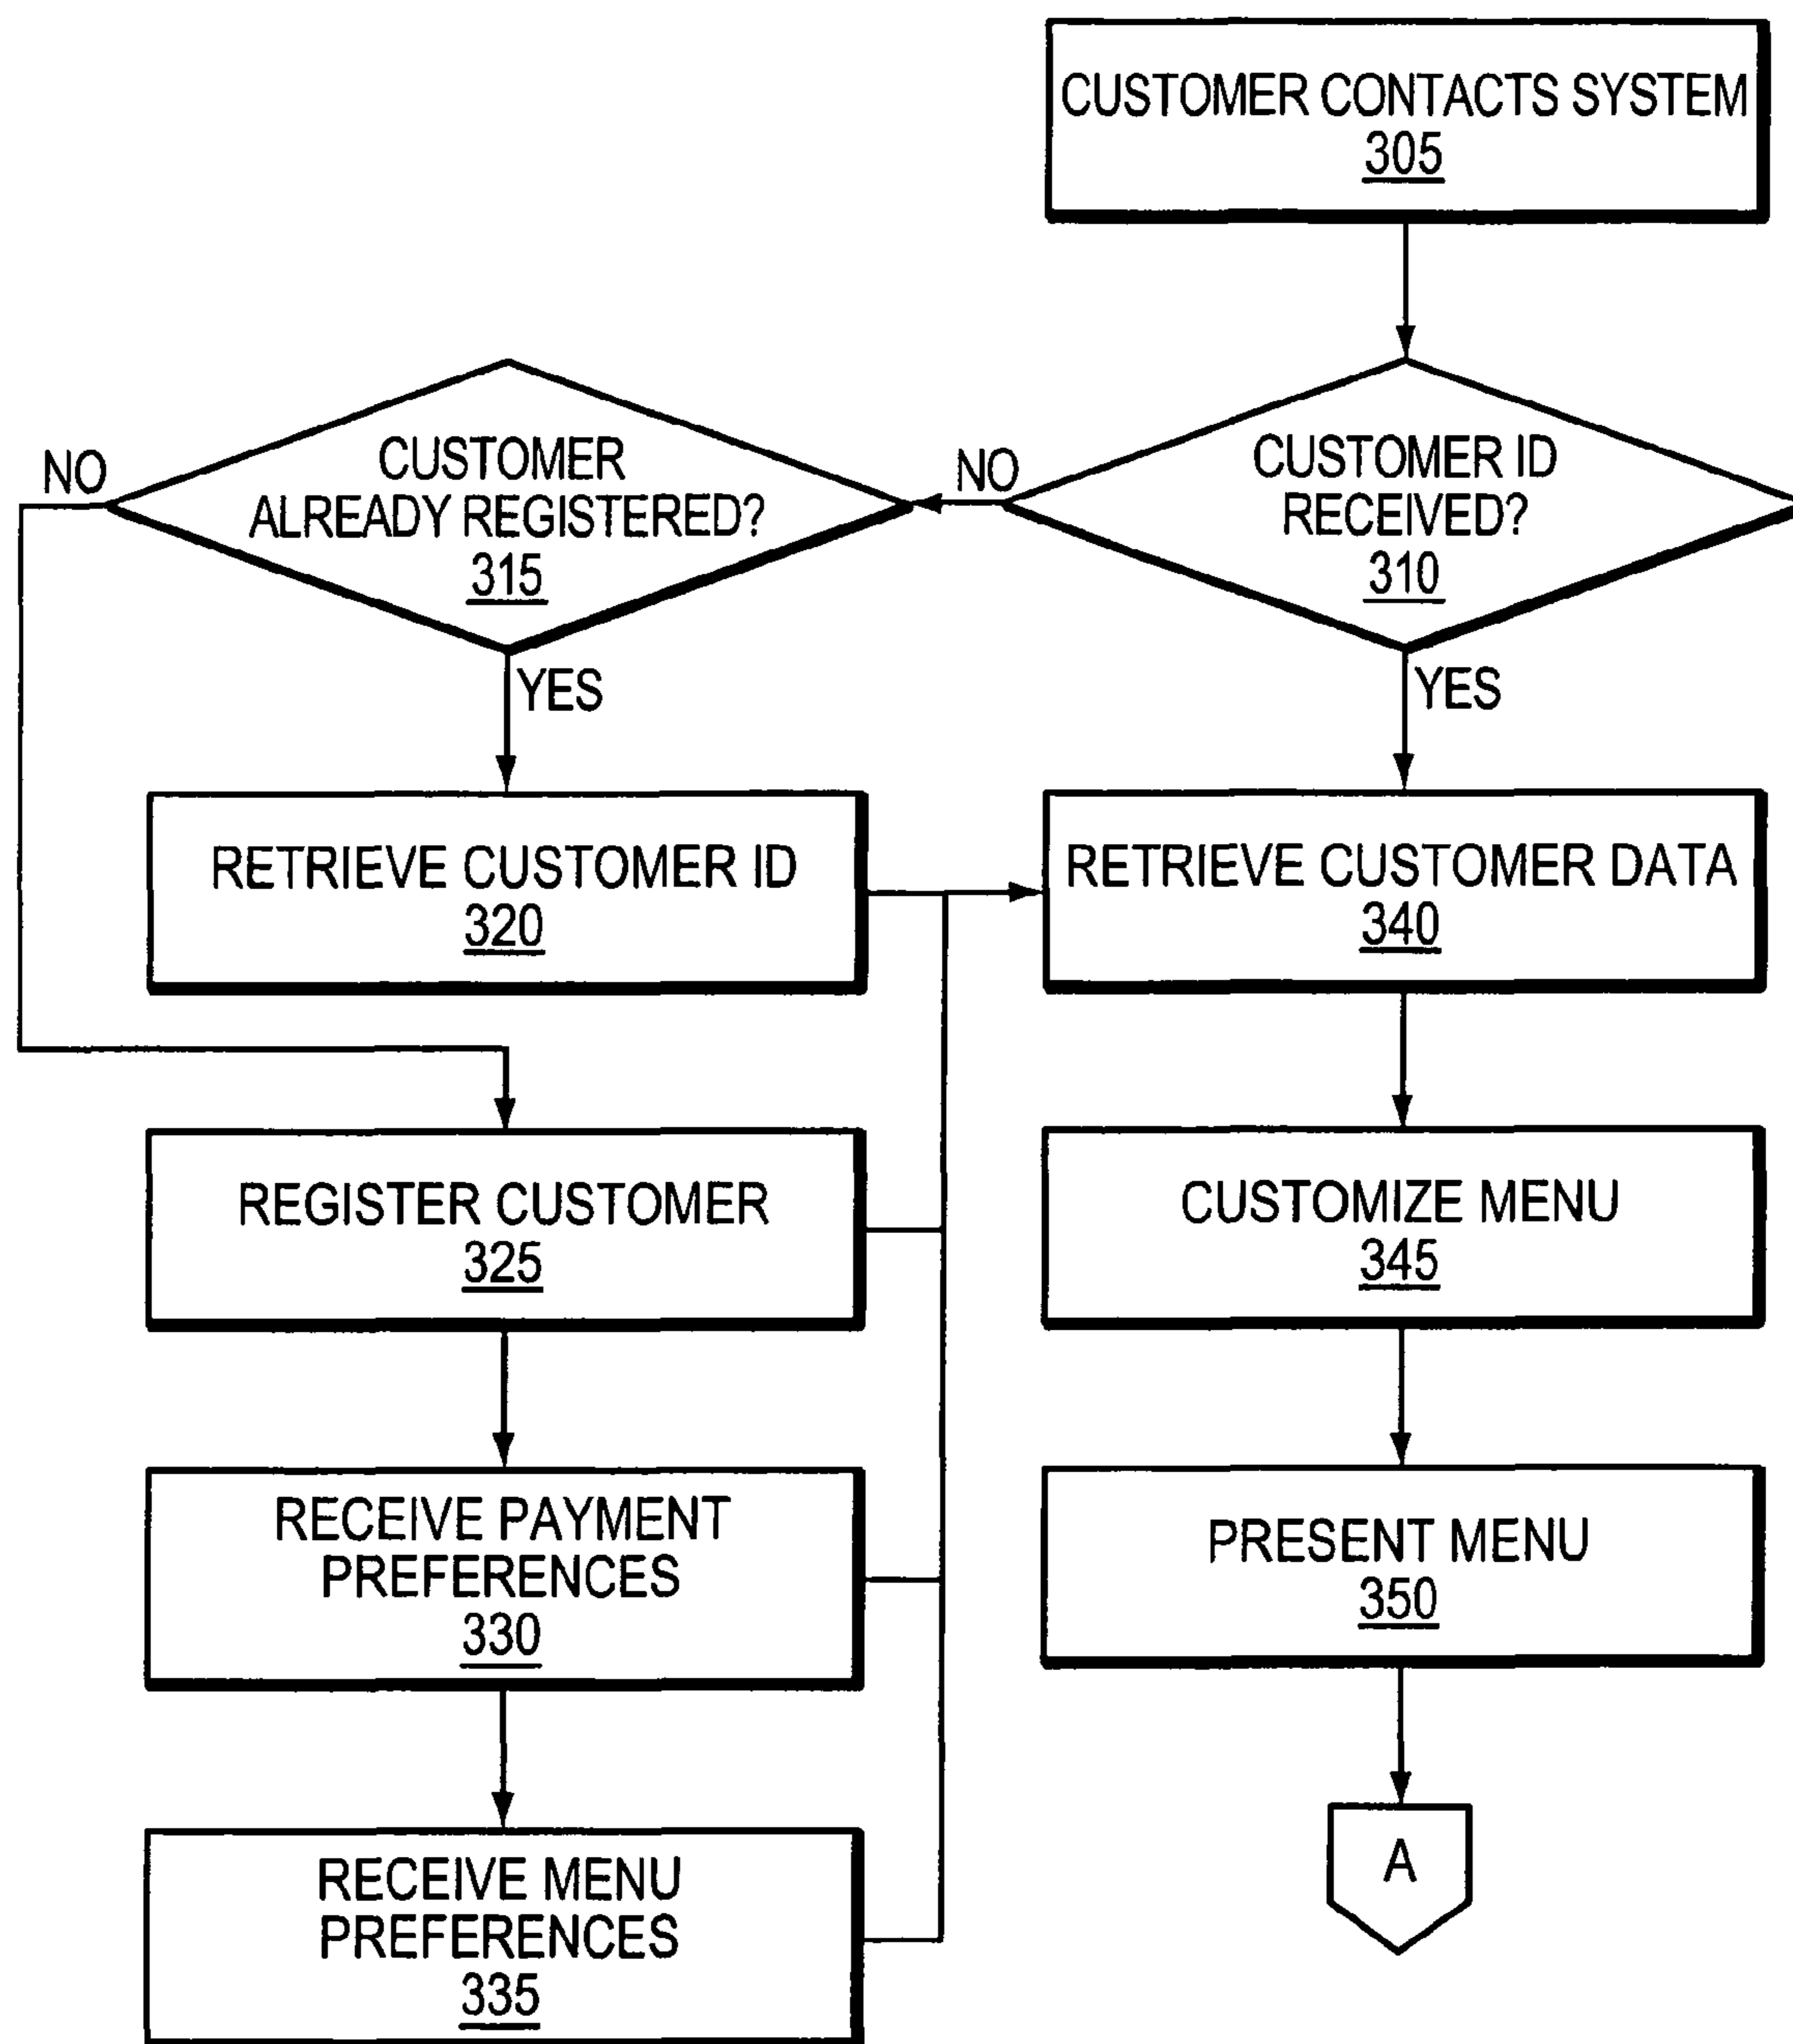 CUSTOMER CONTACTS SYSTEM
305
CUSTOMER ID
RECEIVED?
310
NO
YES
CUSTOMER
ALREADY REGISTERED?
315
NO
YES
RETRIEVE CUSTOMER ID
320
RETRIEVE CUSTOMER DATA
340
REGISTER CUSTOMER
325
CUSTOMIZE MENU
345
RECEIVE PAYMENT
PREFERENCES
330
PRESENT MENU
350
RECEIVE MENU
PREFERENCES
335
A